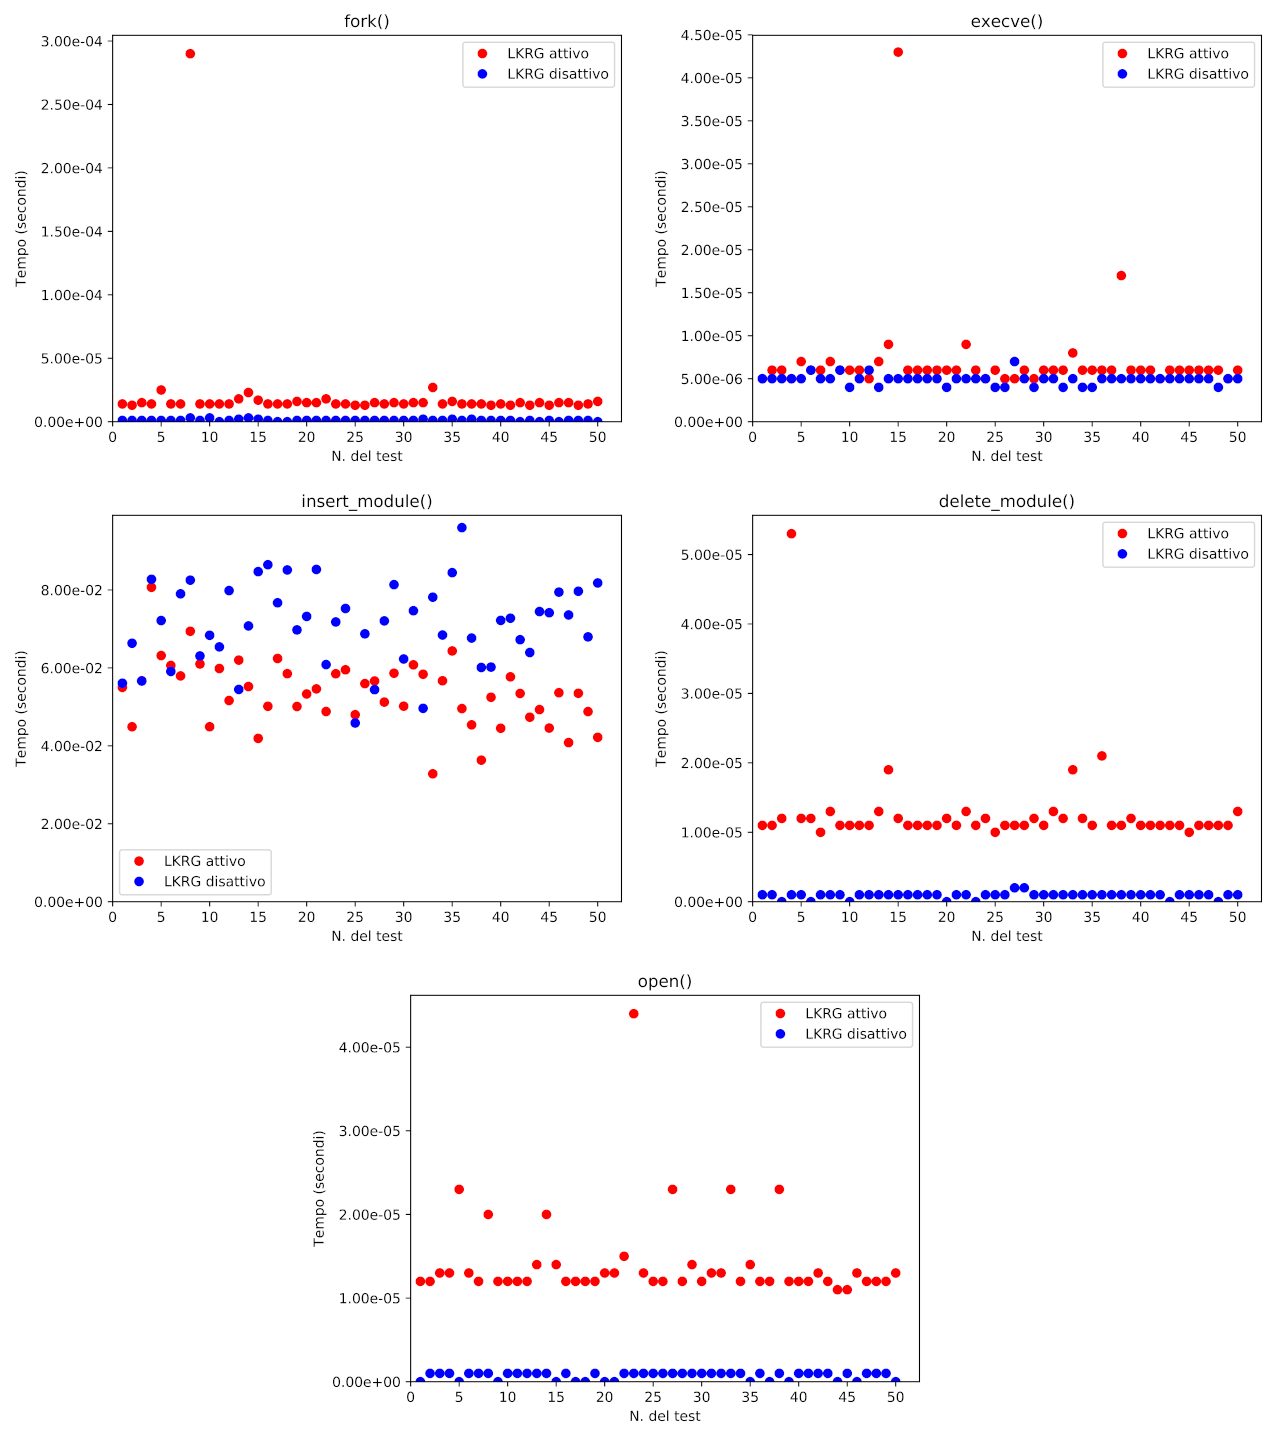 fork()
3.00e-04
2.50e-04
2.00e-04
1.50e-04
1.00e-04
5.00e-05
0.00e+00
Tempo (secondi)
LKRG attivo
LKRG disattivo
0 5 10 15 20 25 30 35 40 45 50
N. del test
execve()
4.50e-05
4.00e-05
3.50e-05
3.00e-05
2.50e-05
2.00e-05
1.50e-05
1.00e-05
5.00e-06
0.00e+00
Tempo (secondi)
LKRG attivo
LKRG disattivo
0 5 10 15 20 25 30 35 40 45 50
N. del test
insert_module()
8.00e-02
6.00e-02
4.00e-02
2.00e-02
0.00e+00
Tempo (secondi)
LKRG attivo
LKRG disattivo
0 5 10 15 20 25 30 35 40 45 50
N. del test
delete_module()
5.00e-05
4.00e-05
3.00e-05
2.00e-05
1.00e-05
0.00e+00
Tempo (secondi)
LKRG attivo
LKRG disattivo
0 5 10 15 20 25 30 35 40 45 50
N. del test
open()
4.00e-05
3.00e-05
2.00e-05
1.00e-05
0.00e+00
Tempo (secondi)
LKRG attivo
LKRG disattivo
0 5 10 15 20 25 30 35 40 45 50
N. del test